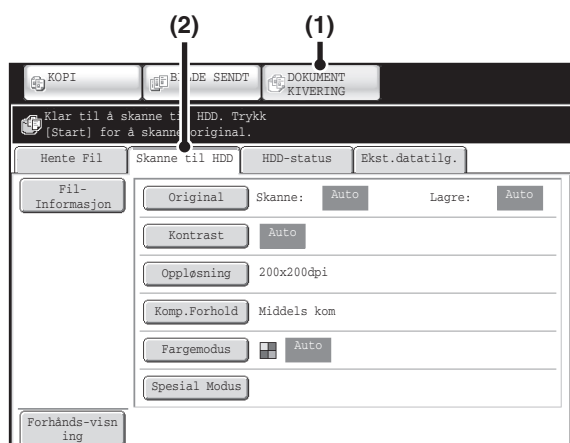 (2)
(1)
KOPI
BILDE SENDT
DOKUMENT
KIVERING
Klar til å skanne til HDD. Trykk
[Start] for å skanne original.
Hente Fil
Skanne til HDD
HDD-status
Ekst.datatilg.
Fil-
Informasjon
Original
Skanne:
Auto
Lagre:
Auto
Kontrast
Auto
Oppløsning
200x200dpi
Komp.Forhold
Middels kom
Fargemodus
Auto
Spesial Modus
Forhånds-visn
ing